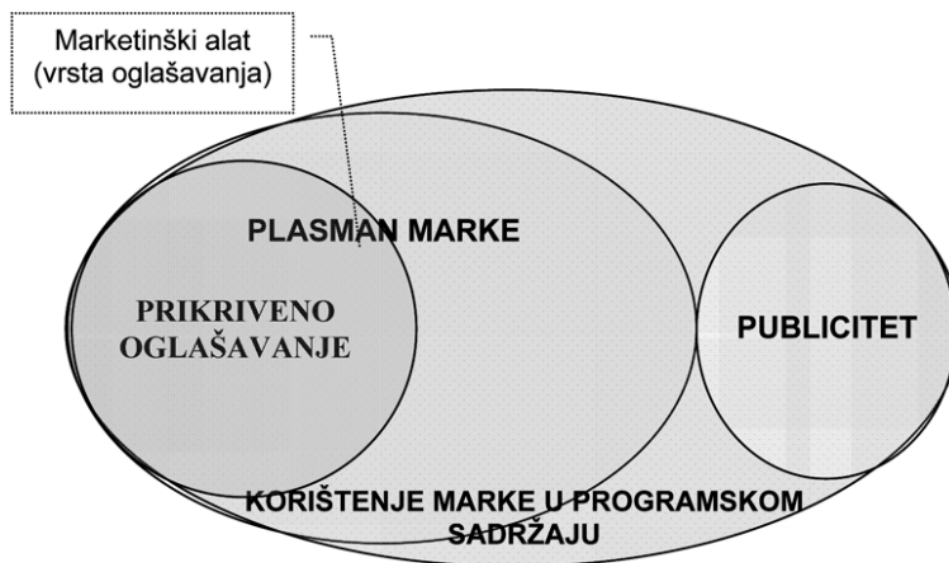 Marketinški alat
(vrsta oglašavanja)
PLASMAN MARKE
PRIKRIVENO
OGLAŠAVANJE
PUBLICITET
KORIŠTENJE MARKE U PROGRAMSKOM
SADRŽAJU